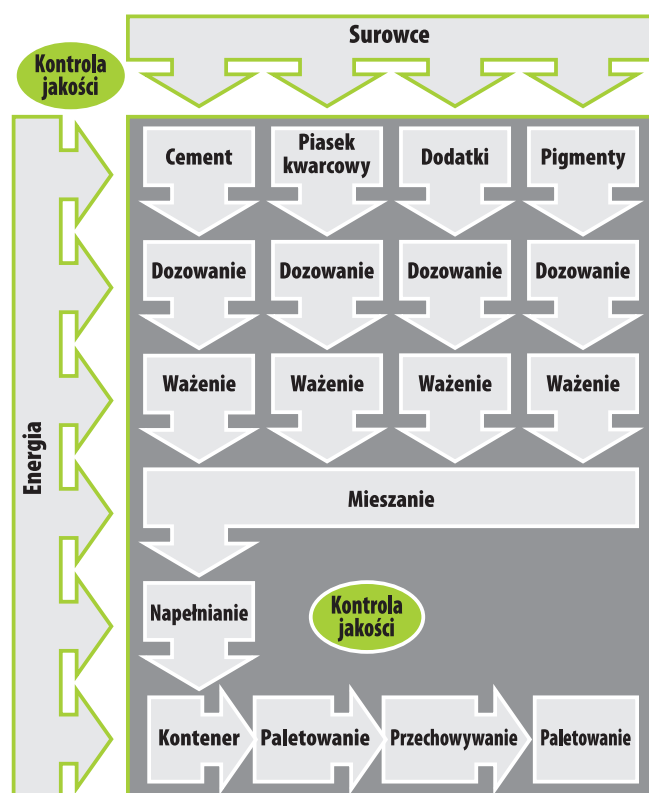 Surowce
Kontrola
jakości
Energia
Cement
Piasek
kwarcowy
Dodatki
Pigmenty
Dozowanie
Dozowanie
Dozowanie
Dozowanie
Ważenie
Ważenie
Ważenie
Ważenie
Mieszanie
Napełnianie
Kontrola
jakości
Kontener
Paletowanie
Przechowywanie
Paletowanie